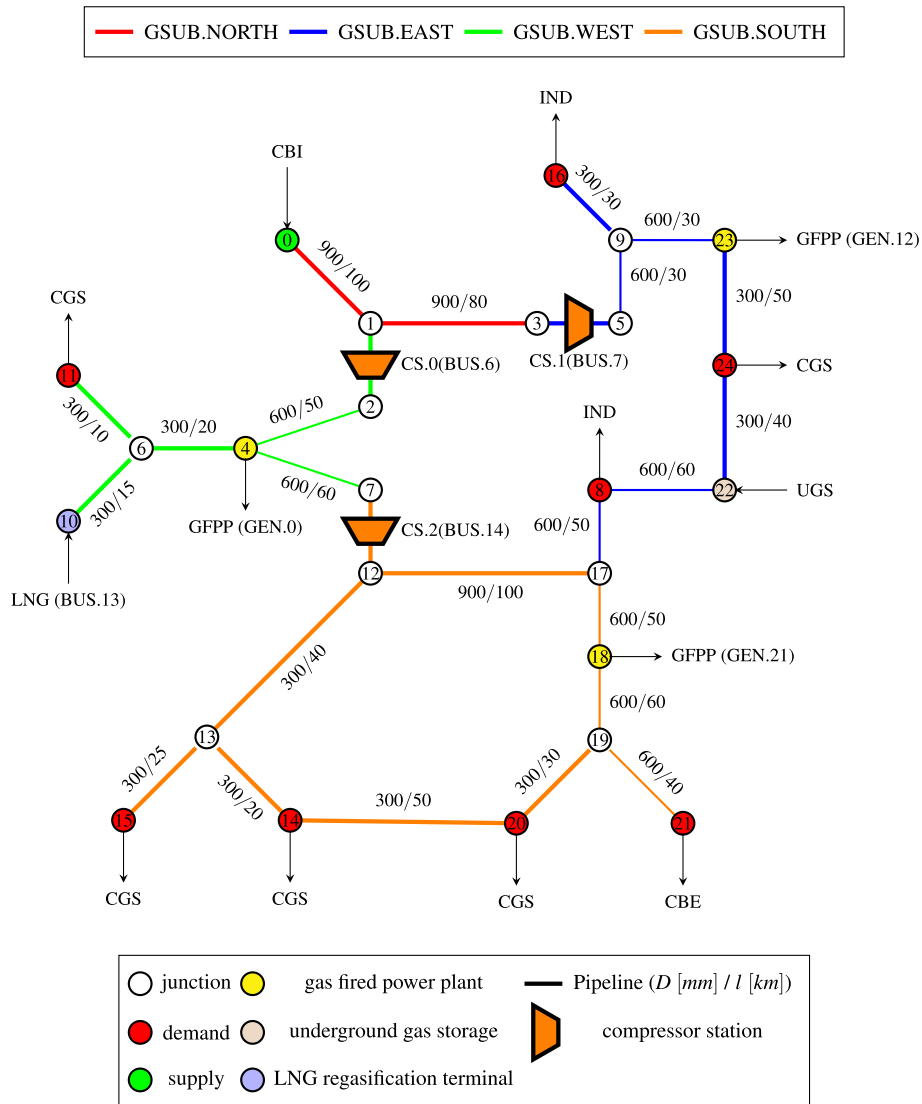 GSUB.NORTH GSUB.EAST GSUB.WEST GSUB.SOUTH
IND
CBI
16
300/30
0
9
600/30
23
GFPP (GEN.12)
900/100
600/30
CGS
900/80
300/50
1
3
5
CS.0(BUS.6)
CS.1(BUS.7)
11
24
CGS
300/10
600/50
2
IND
300/40
6
300/20
4
300/15
600/60
7
8
600/60
22
UGS
10
GFPP (GEN.0)
CS.2(BUS.14)
600/50
LNG (BUS.13)
12
900/100
17
600/50
300/40
18
GFPP (GEN.21)
600/60
13
19
300/25
300/20
300/30
600/40
15
14
300/50
20
21
CGS
CGS
CGS
CBE
junction gas fired power plant Pipeline (D [mm] / l [km])
demand underground gas storage compressor station
supply LNG regasification terminal